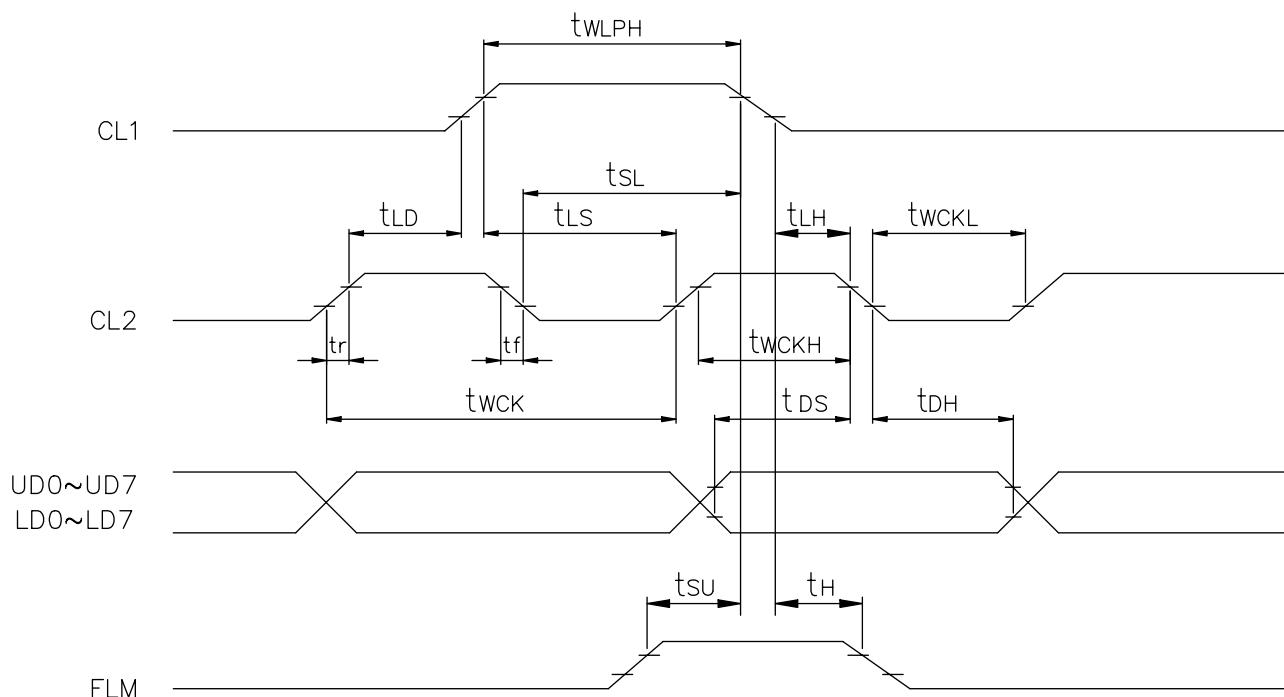 tWLPH
CL1
tSL
tLD
tLS
tLH
tWCKL
CL2
tr
tf
tWCKH
tWCK
tDS
tDH
UD0~UD7
LD0~LD7
tSU
tH
FLM